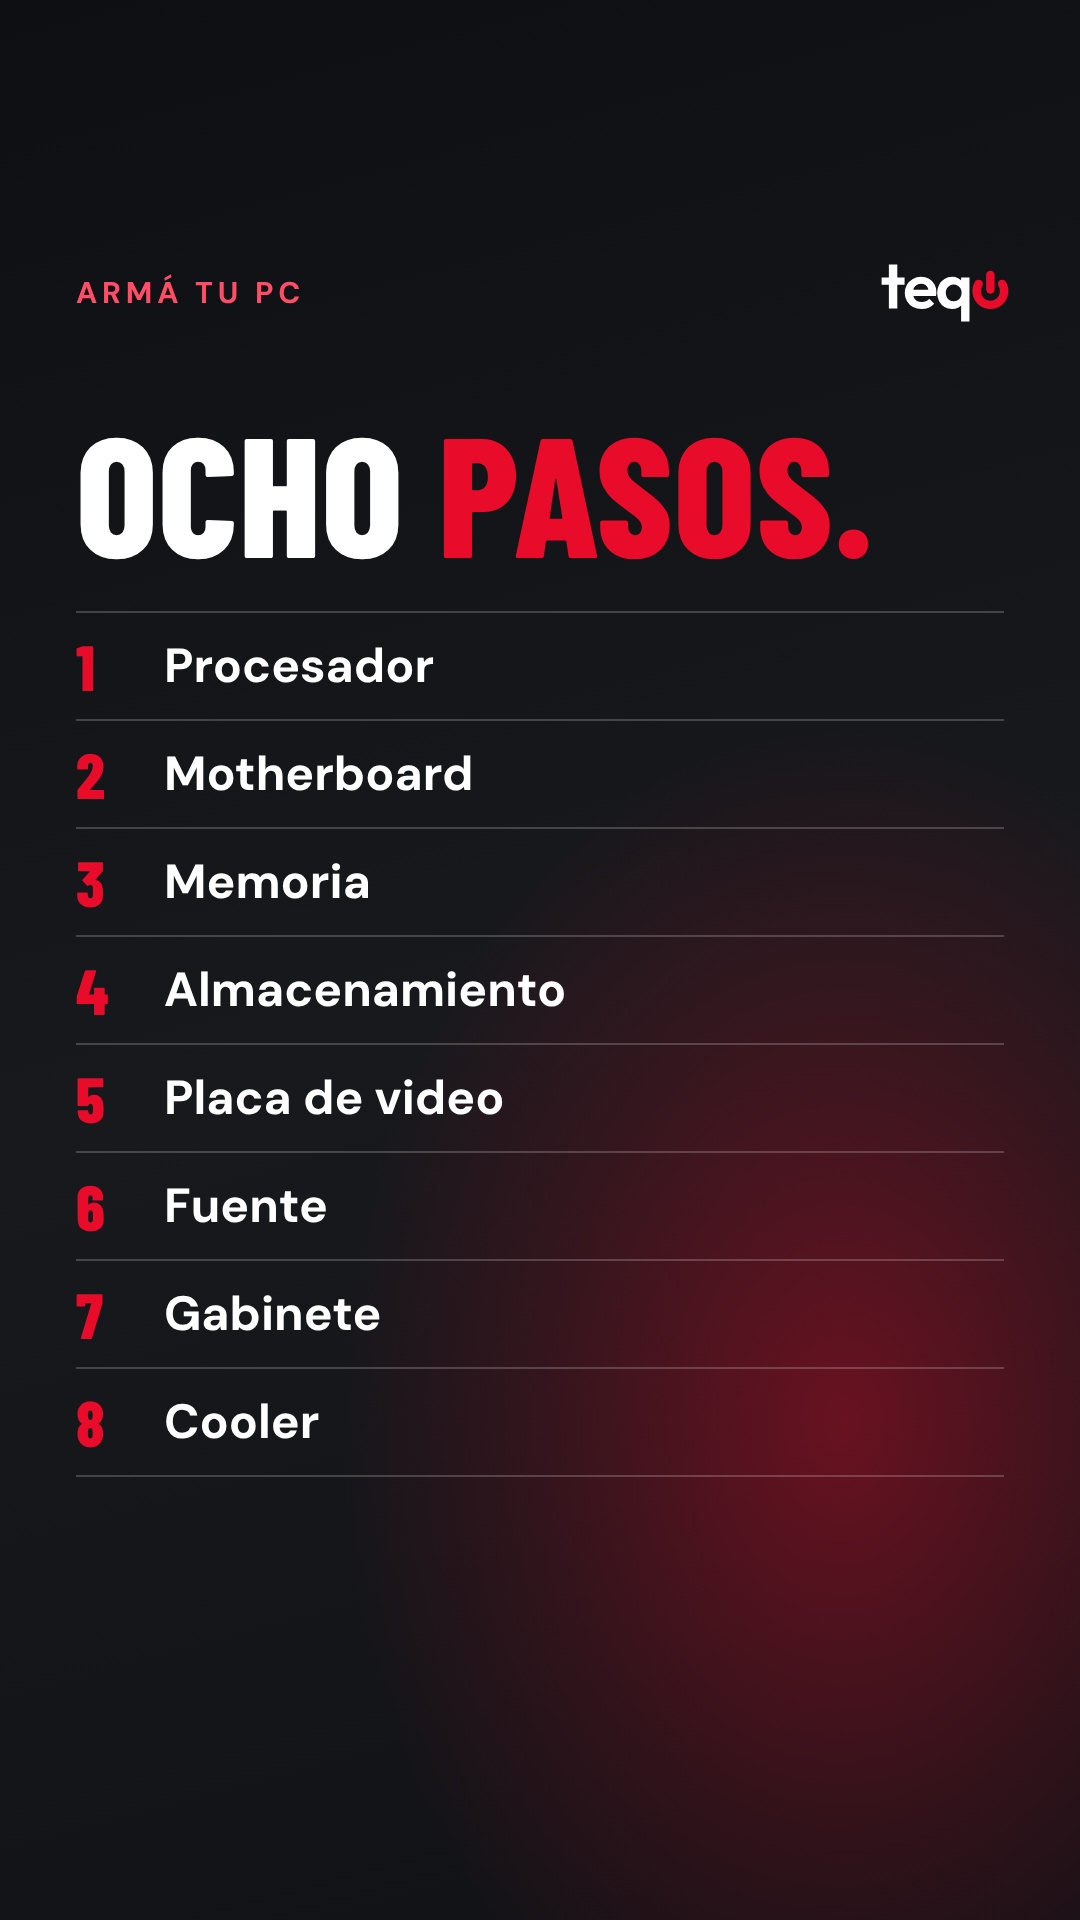 ARMÁ TU PC
teqo
OCHO PASOS.
1 Procesador
2 Motherboard
3 Memoria
4 Almacenamiento
5 Placa de video
6 Fuente
7 Gabinete
8 Cooler